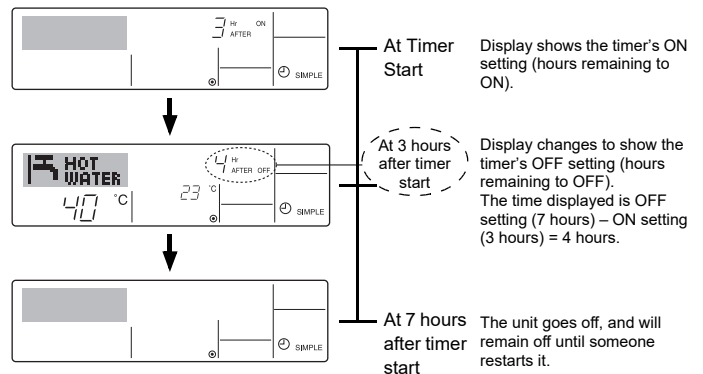 3 Hr ON
AFTER
SIMPLE
At Timer
Start
Display shows the timer's ON
setting (hours remaining to
ON).
HOT
WATER
40 °C
4 Hr
AFTER OFF
23 °C
SIMPLE
At 3 hours
after timer
start
Display changes to show the
timer's OFF setting (hours
remaining to OFF).
The time displayed is OFF
setting (7 hours) – ON setting
(3 hours) = 4 hours.
SIMPLE
At 7 hours
after timer
start
The unit goes off, and will
remain off until someone
restarts it.